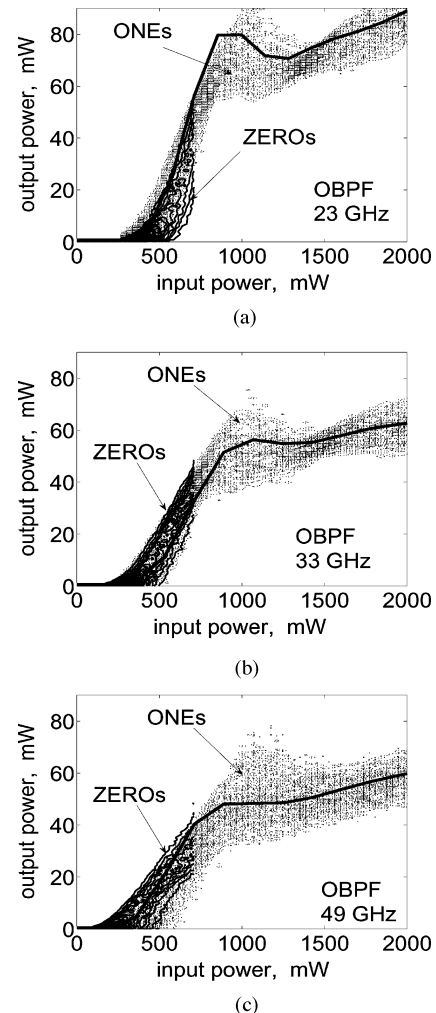 80
60
40
20
0
output power, mW
ONEs
ZEROs
OBPF
23 GHz
0 500 1000 1500 2000
input power, mW
(a)
80
60
40
20
0
output power, mW
ONEs
ZEROs
OBPF
33 GHz
0 500 1000 1500 2000
input power, mW
(b)
80
60
40
20
0
output power, mW
ONEs
ZEROs
OBPF
49 GHz
0 500 1000 1500 2000
input power, mW
(c)